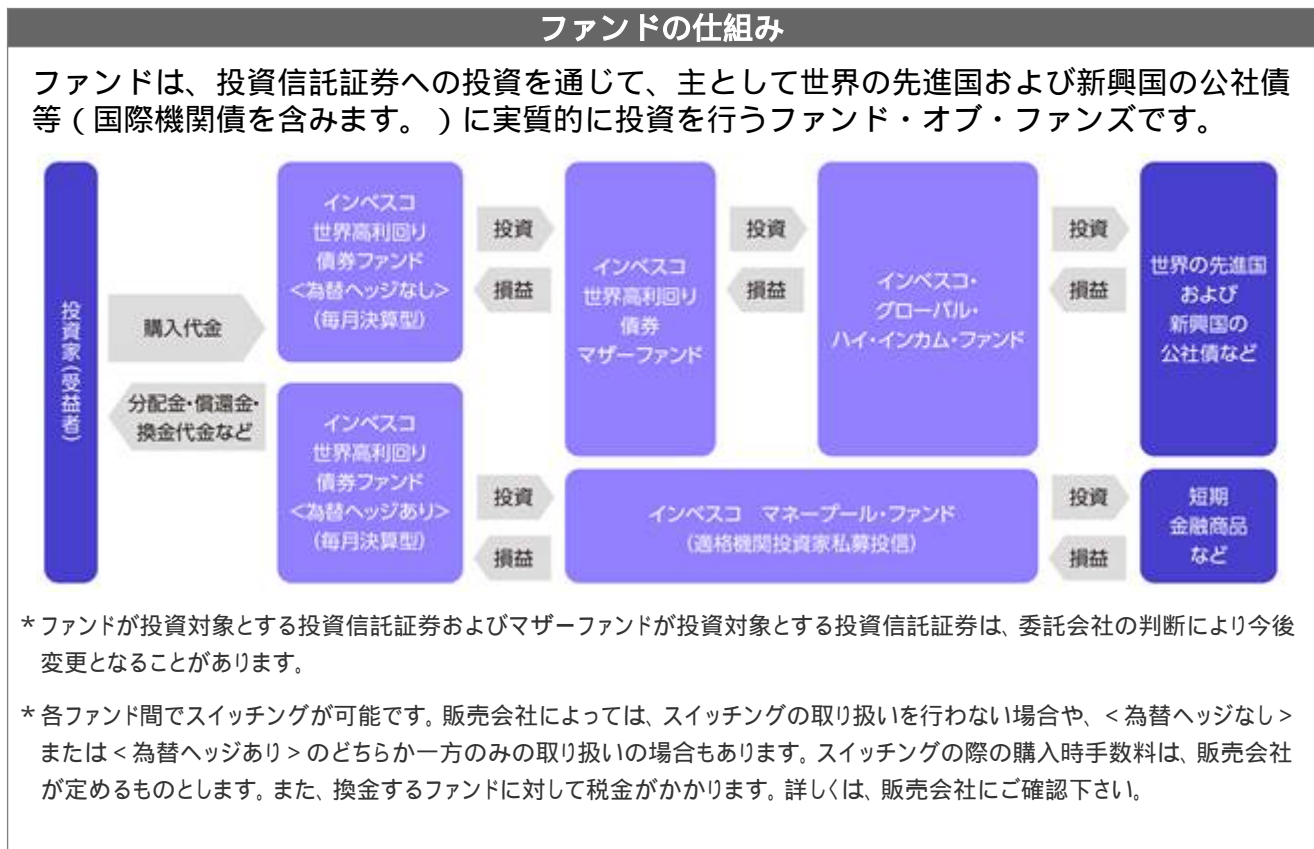 ファンドの仕組み
ファンドは、投資信託証券への投資を通じて、主として世界の先進国および新興国の公社債
等(国際機関債を含みます。)に実質的に投資を行うファンド・オブ・ファンズです。
投資家(受益者)
購入代金
分配金・償還金・
換金代金など
インベスコ
世界高利回り
債券ファンド
<為替ヘッジなし>
(毎月決算型)
インベスコ
世界高利回り
債券ファンド
<為替ヘッジあり>
(毎月決算型)
投資
損益
投資
損益
インベスコ
世界高利回り
債券
マザーファンド
投資
損益
インベスコ・
グローバル・
ハイ・インカム・ファンド
インベスコ マネープール・ファンド
(適格機関投資家私募投信)
投資
損益
投資
損益
世界の先進国
および
新興国の
公社債など
短期
金融商品
など
*ファンドが投資対象とする投資信託証券およびマザーファンドが投資対象とする投資信託証券は、委託会社の判断により今後
変更となることがあります。
*各ファンド間でスイッチングが可能です。販売会社によっては、スイッチングの取り扱いを行わない場合や、<為替ヘッジなし>
または<為替ヘッジあり>のどちらか一方のみの取り扱いの場合もあります。スイッチングの際の購入時手数料は、販売会社
が定めるものとします。また、換金するファンドに対して税金がかかります。詳しくは、販売会社にご確認下さい。